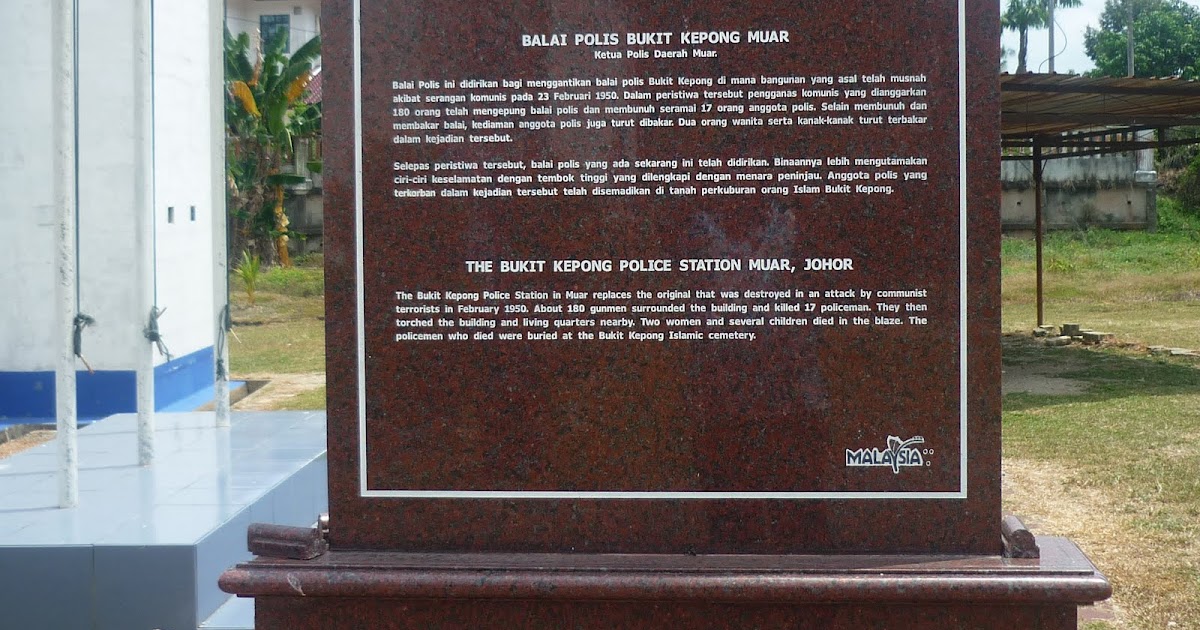 BALAI POLIS BUKIT KEPONG MUAR
Ketua Polis Daerah Muar.
Balai Polis ini didirikan bagi menggantikan balai polis Bukit Kepong di mana bangunan yang asal telah musnah
akibat serangan komunis pada 23 Februari 1950. Dalam peristiwa tersebut pengganas komunis yang dianggarkan
180 orang telah mengepung balai polis dan membunuh seramai 17 orang anggota polis. Selain membunuh dan
membakar balai, kediaman anggota polis juga turut dibakar. Dua orang wanita serta kanak-kanak turut terbakar
dalam kejadian tersebut.
Selepas peristiwa tersebut, balai polis yang ada sekarang ini telah didirikan. Binaannya lebih mengutamakan
ciri-ciri keselamatan dengan tembok tinggi yang dilengkapi dengan menara peninjau. Anggota polis yang
terkorban dalam kejadian tersebut telah disemadikan di tanah perkuburan orang Islam Bukit Kepong.
THE BUKIT KEPONG POLICE STATION MUAR, JOHOR
The Bukit Kepong Police Station in Muar replaces the original that was destroyed in an attack by communist
terrorists in February 1950. About 180 gunmen surrounded the building and killed 17 policeman. They then
torched the building and living quarters nearby. Two women and several children died in the blaze. The
policemen who died were buried at the Bukit Kepong Islamic cemetery.
MALAYSIA